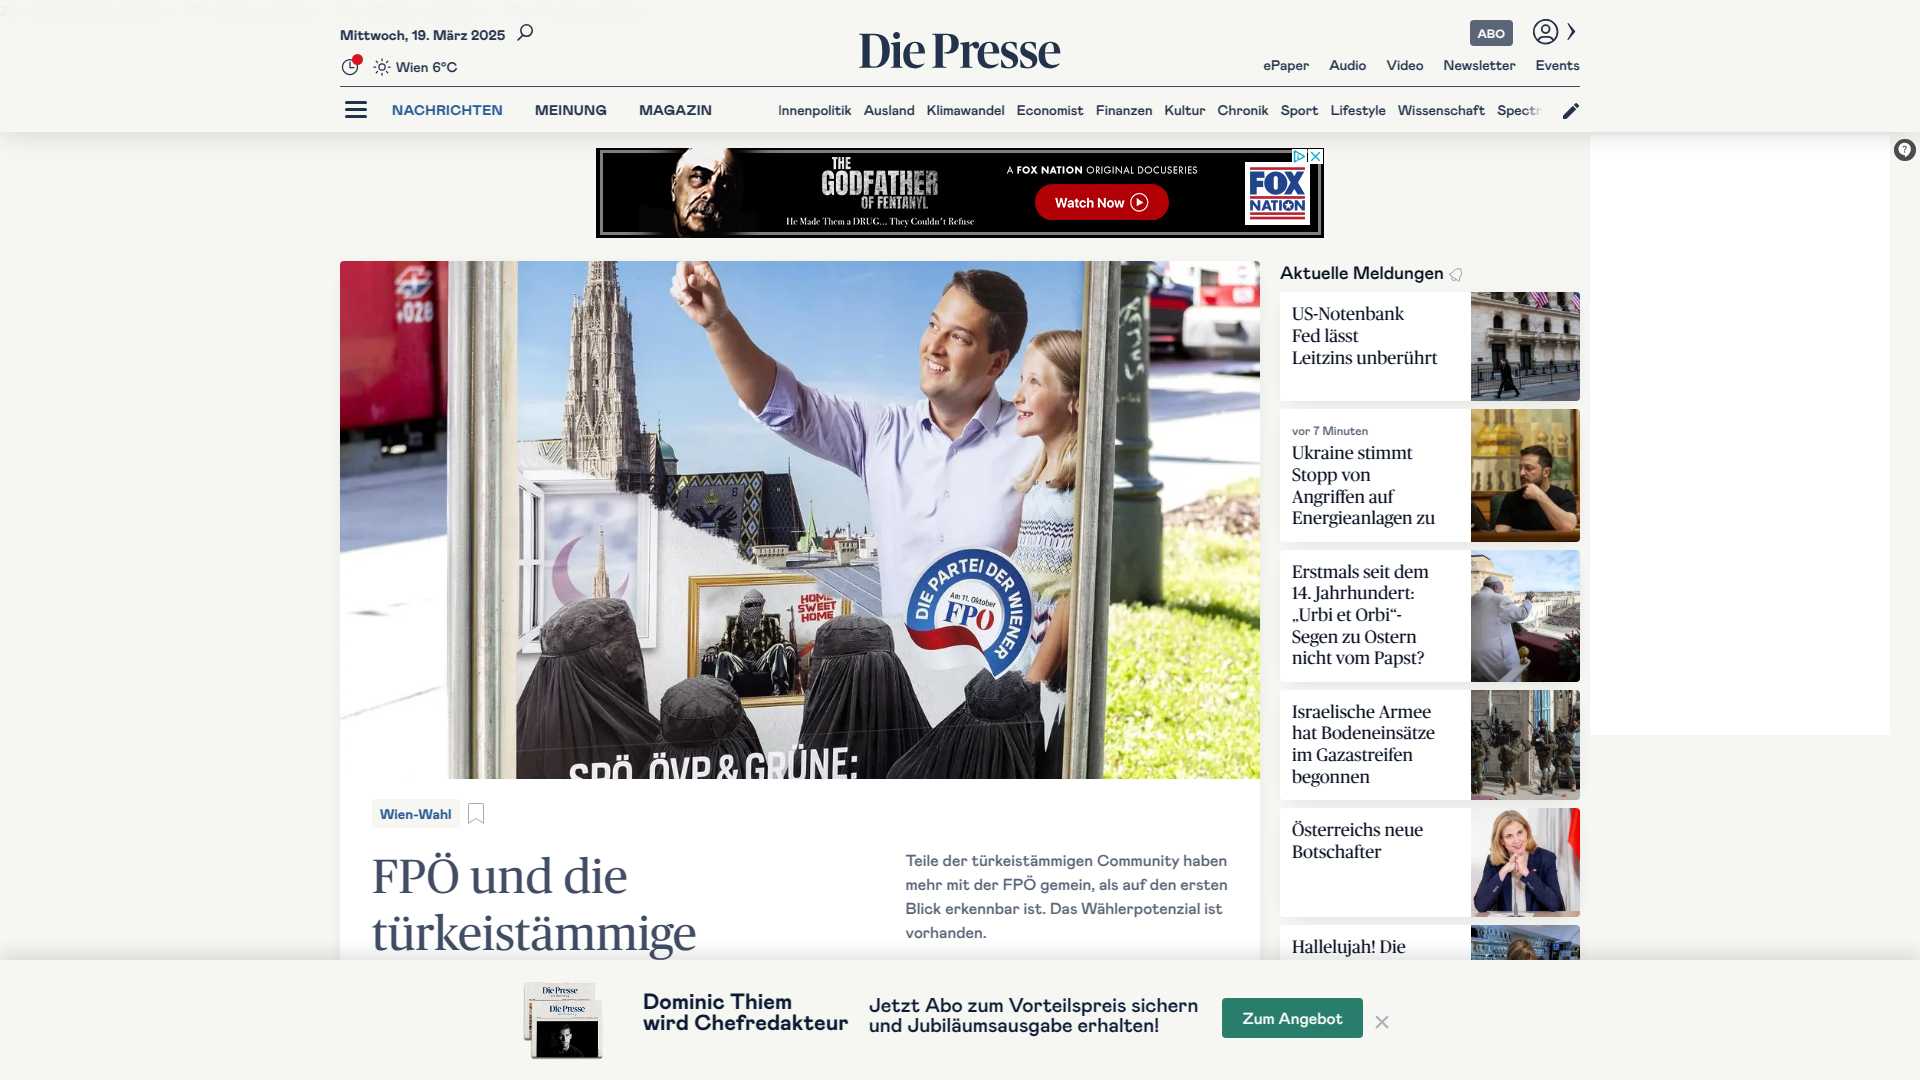 Mittwoch, 19. März 2025
Wien 6°C
Die Presse
ABO
ePaper Audio Video Newsletter Events
NACHRICHTEN MEINUNG MAGAZIN
Innenpolitik Ausland Klimawandel Economist Finanzen Kultur Chronik Sport Lifestyle Wissenschaft
THE
GODFATHER
OF FENTANYL
He Made Them a DRUG... They Couldn't Refuse
A FOX NATION ORIGINAL DOCUSERIES
Watch Now
FOX
NATION
028
DIE PARTEI DER WIENER
Am 11. Oktober
FPÖ
HOME
SWEET
HOME
SPÖ, ÖVP & GRÜNE:
Wien-Wahl
FPÖ und die
türkeistämmige
Teile der türkeistämmigen Community haben
mehr mit der FPÖ gemein, als auf den ersten
Blick erkennbar ist. Das Wählerpotenzial ist
vorhanden.
Aktuelle Meldungen
US-Notenbank
Fed lässt
Leitzins unberührt
vor 7 Minuten
Ukraine stimmt
Stopp von
Angriffen auf
Energieanlagen zu
Erstmals seit dem
14. Jahrhundert:
„Urbi et Orbi“-
Segen zu Ostern
nicht vom Papst?
Israelische Armee
hat Bodeneinsätze
im Gazastreifen
begonnen
Österreichs neue
Botschafter
Hallelujah! Die
Die Presse
Die Presse
Dominic Thiem
wird Chefredakteur
Jetzt Abo zum Vorteilspreis sichern
und Jubiläumsausgabe erhalten!
Zum Angebot